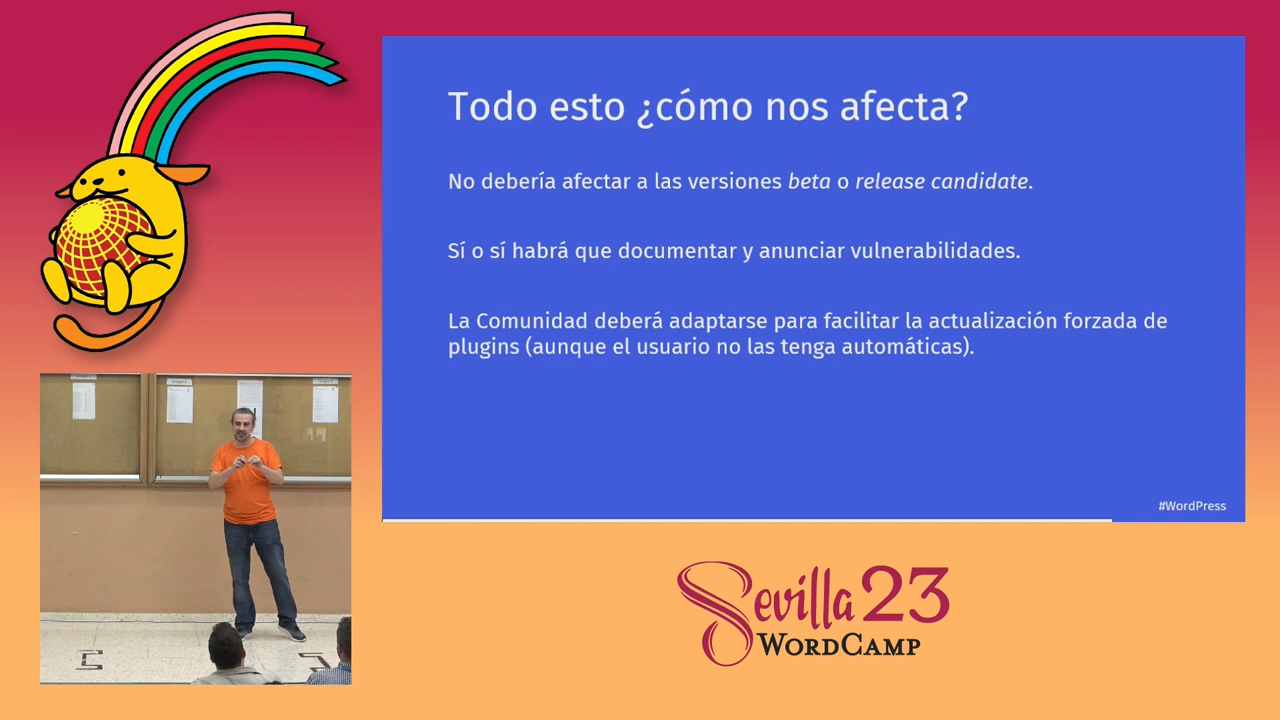 Todo esto ¿cómo nos afecta?
No debería afectar a las versiones beta o release candidate.
Sí o sí habrá que documentar y anunciar vulnerabilidades.
La Comunidad deberá adaptarse para facilitar la actualización forzada de
plugins (aunque el usuario no las tenga automáticas).
#WordPress
Sevilla 23
WORDCAMP